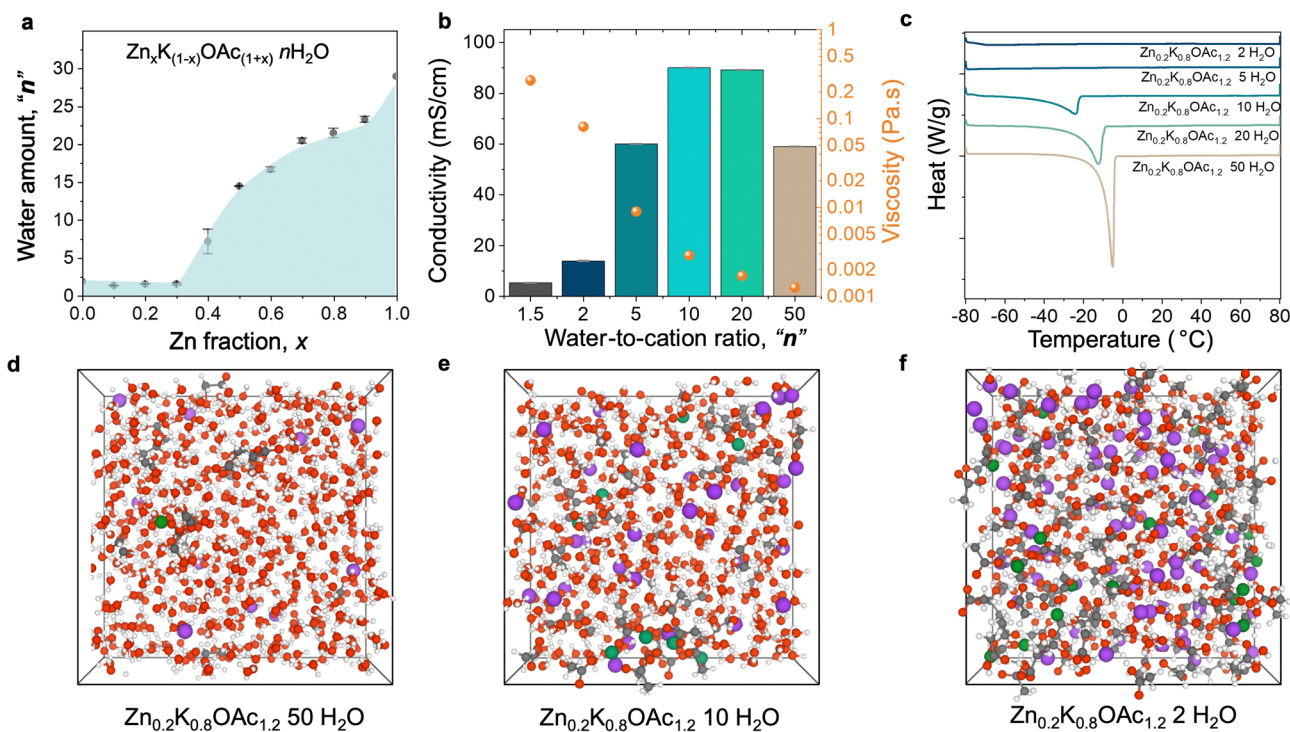 a
Zn
x
K
(1-x)
OAc
(1+x)
nH
2
O
Water amount, "n"
30
25
20
15
10
5
0
0.0 0.2 0.4 0.6 0.8 1.0
Zn fraction, x
b
Conductivity (mS/cm)
100
80
60
40
20
0
1.5 2 5 10 20 50
Water-to-cation ratio, "n"
1
0.5
0.2
0.1
0.05
0.02
0.01
0.005
0.002
0.001
Viscosity (Pa.s)
c
Heat (W/g)
Zn0.2K0.8OAc1.2 2 H2O
Zn0.2K0.8OAc1.2 5 H2O
Zn0.2K0.8OAc1.2 10 H2O
Zn0.2K0.8OAc1.2 20 H2O
Zn0.2K0.8OAc1.2 50 H2O
-80 -60 -40 -20 0 20 40 60 80
Temperature (°C)
d
Zn0.2K0.8OAc1.2 50 H2O
e
Zn0.2K0.8OAc1.2 10 H2O
f
Zn0.2K0.8OAc1.2 2 H2O